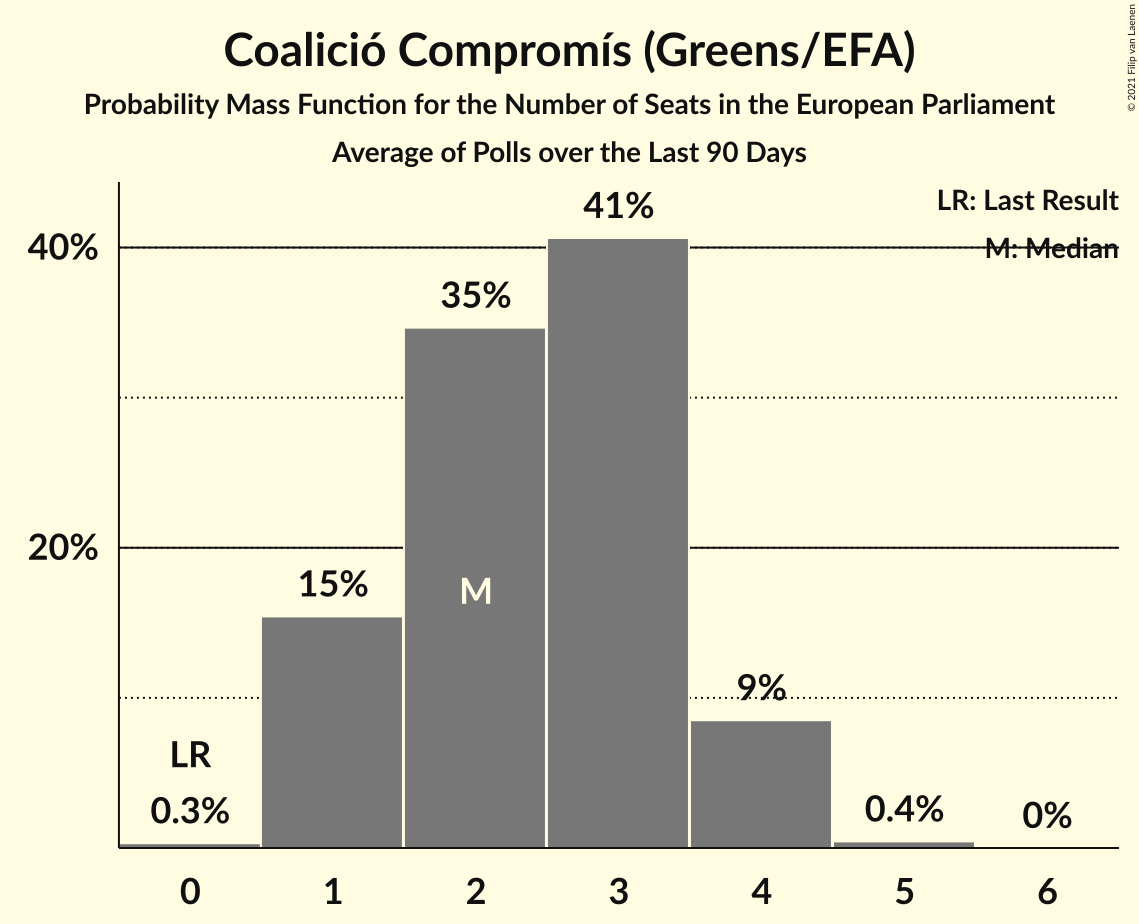 Coalició Compromís (Greens/EFA)
Probability Mass Function for the Number of Seats in the European Parliament
Average of Polls over the Last 90 Days
© 2021 Filip van Laenen
LR: Last Result
M: Median
41%
40%
35%
20%
15%
M
9%
LR
0.3%
0.4%
0%
0 1 2 3 4 5 6